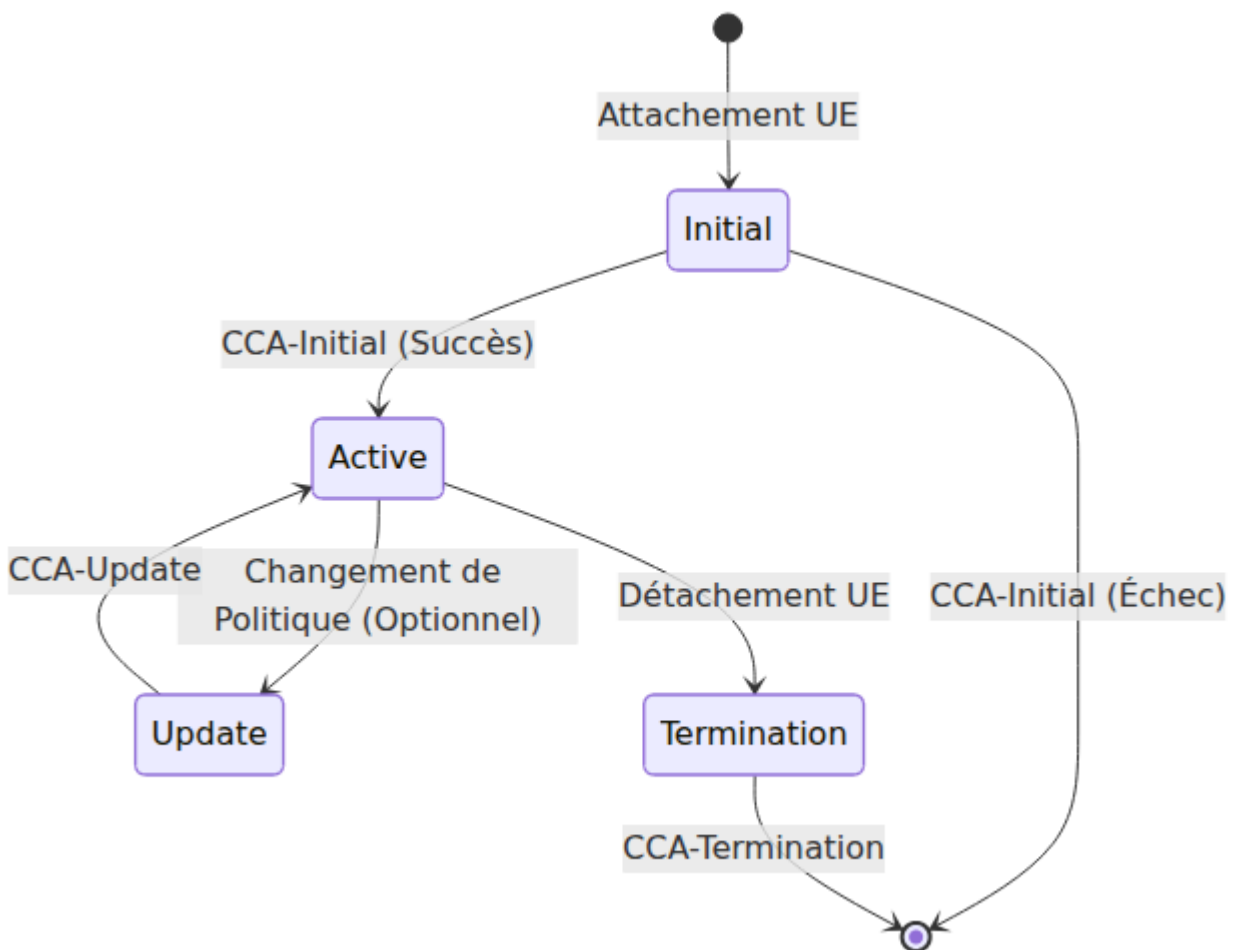 Attachement UE
Initial
CCA-Initial (Succès)
Active
CCA-Update
Changement de
Politique (Optionnel)
Détachement UE
CCA-Initial (Échec)
Update
Termination
CCA-Termination